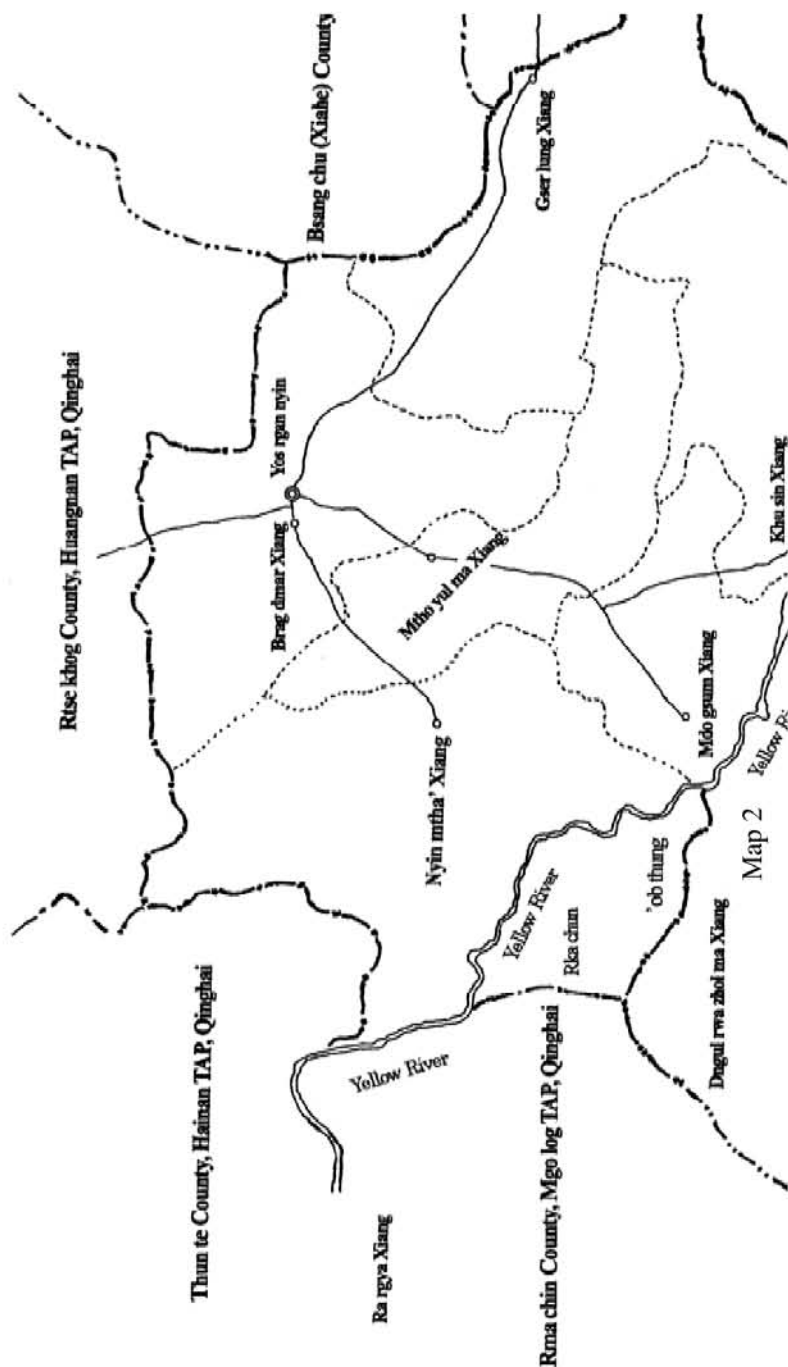 Rtse khog County, Huangnan TAP, Qinghai
Thun te County, Hainan TAP, Qinghai
Brag dmar Xiang
Yos rgan nyin
Bsang chu (Xiahe) County
Ra rgya Xiang
Yellow River
Nyin mtha' Xiang
Mtho yul ma Xiang
Yellow River
Rma chin County, Mgo log TAP, Qinghai
Gser lung Xiang
Rka chun
'ob thung
Mdo gsum Xiang
Dngul rwa zhol ma Xiang
Map 2
Yellow Ri
Khu sin Xiang